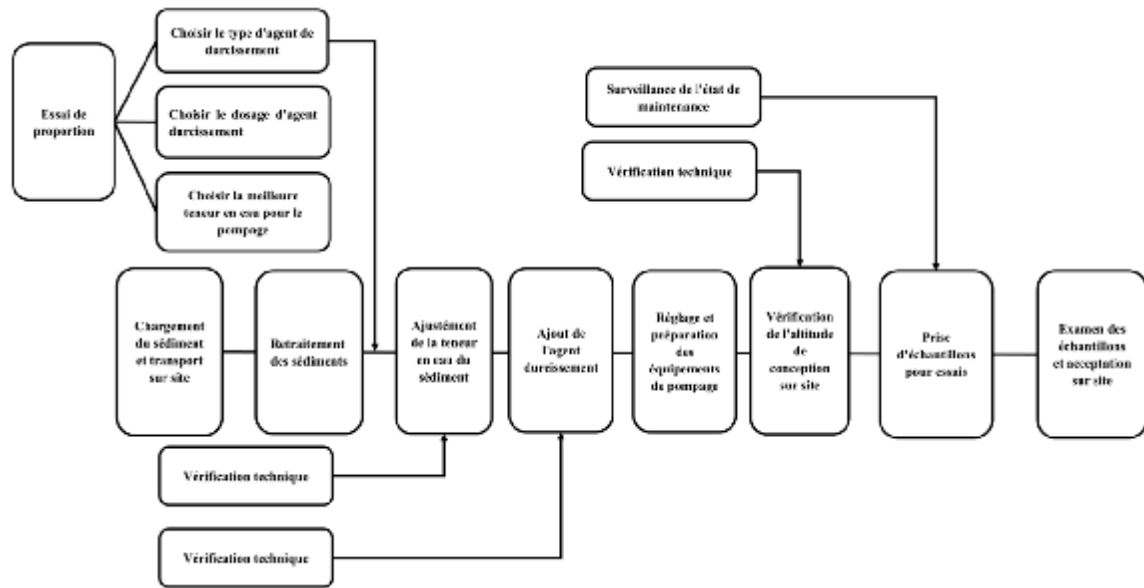 Choisir le type d'agent de
durcissement
Essai de
proportion
Choisir le dosage d'agent
durcissement
Choisir la meilleure
teneur en eau pour le
pompage
Surveillance de l'état de
maintenance
Vérification technique
Chargement
du sédiment
et transport
sur site
Retraitement
des sédiments
Ajustément
de la teneur
en eau du
sédiment
Ajout de
l'agent
durcissement
Réglage et
préparation
des
équipements
de pompage
Vérification
de l'altitude
de
conception
sur site
Prise
d'échantillons
pour essais
Examen des
échantillons
et acceptation
sur site
Vérification technique
Vérification technique